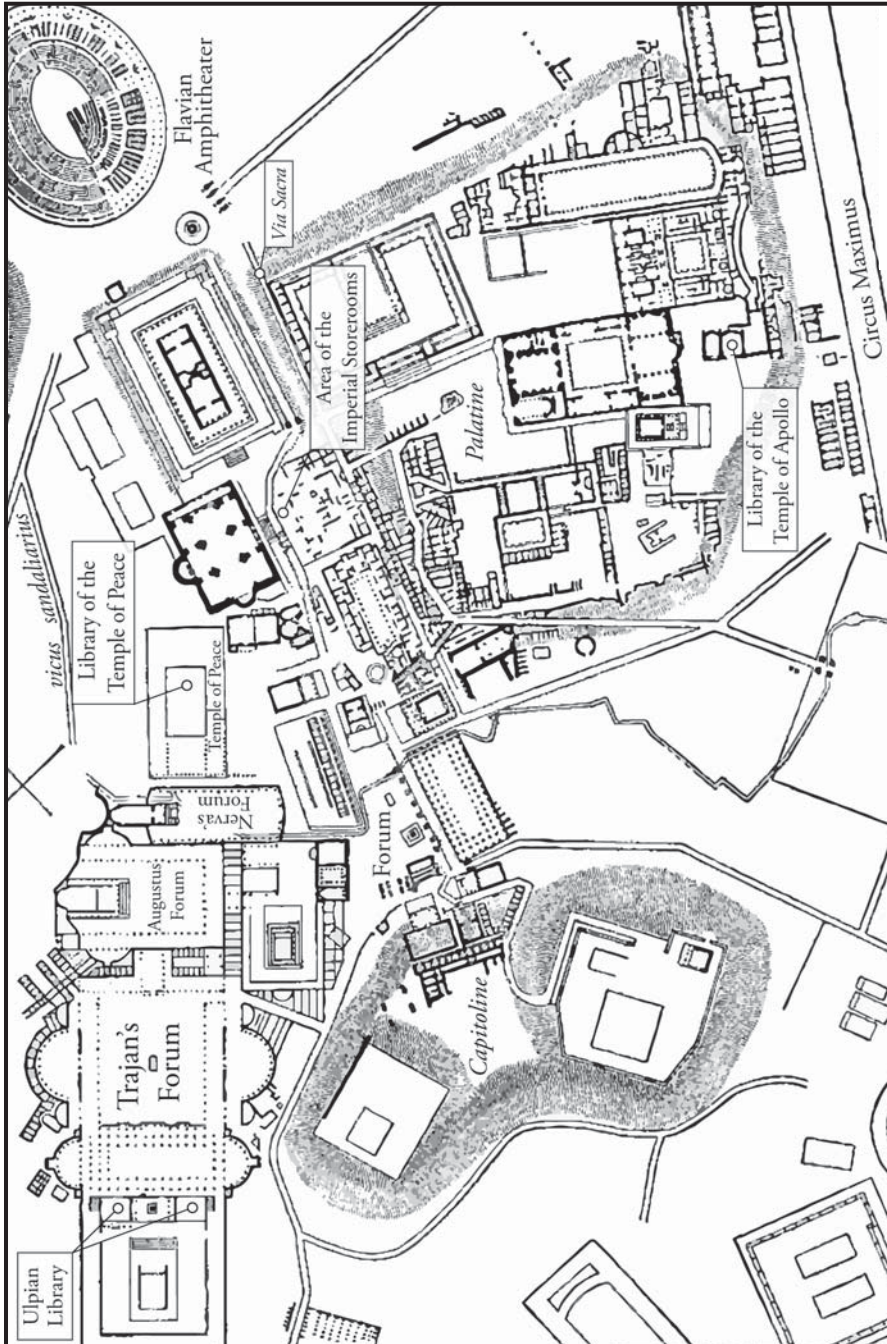 Ulpian
Library
Trajan's
Forum
Augustus
Forum
Nerva's
Forum
Temple of Peace
Library of the
Temple of Peace
vicus sandaliarius
Flavian
Amphitheater
Via Sacra
Area of the
Imperial Storerooms
Forum
Capitoline
Palatine
Library of the
Temple of Apollo
Circus Maximus